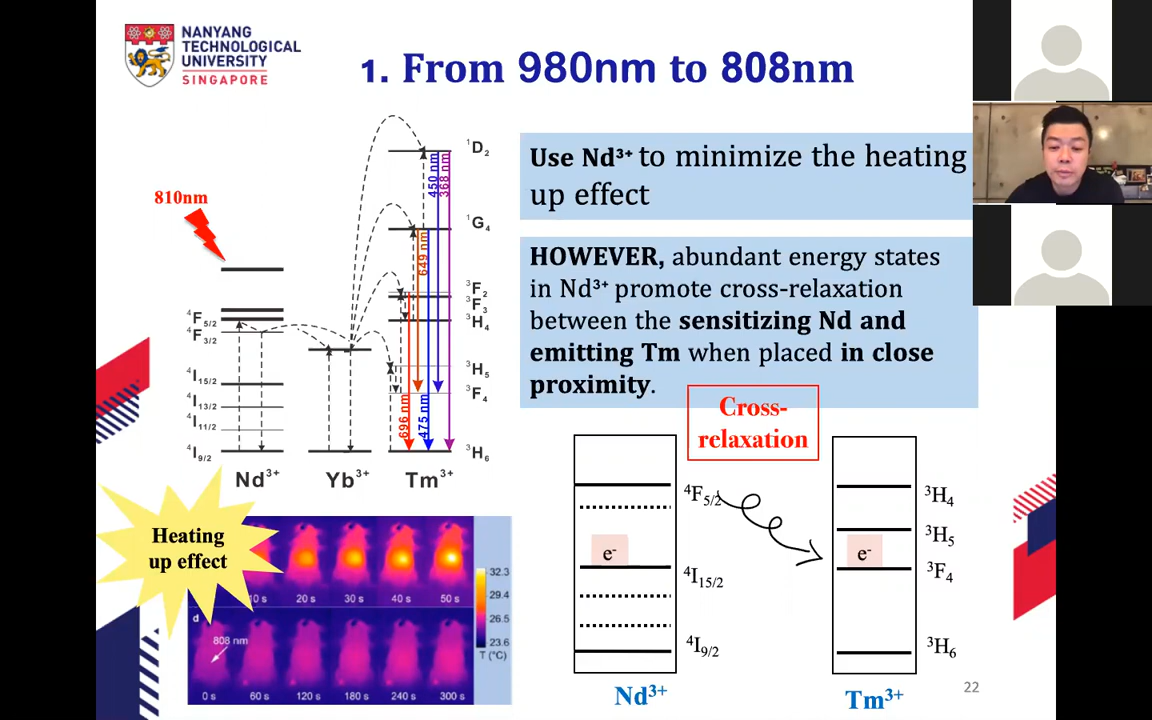 NANYANG
TECHNOLOGICAL
UNIVERSITY
SINGAPORE
1. From 980nm to 808nm
Use Nd³⁺ to minimize the heating
up effect
HOWEVER, abundant energy states
in Nd³⁺ promote cross-relaxation
between the sensitizing Nd and
emitting Tm when placed in close
proximity.
810nm
¹D₂
450 nm
368 nm
¹G₄
649 nm
³F₂
³F₃
³H₄
³H₅
³F₄
696 nm
475 nm
³H₆
⁴F₅/₂
⁴F₃/₂
⁴I₁₅/₂
⁴I₁₃/₂
⁴I₁₁/₂
⁴I₉/₂
Nd³⁺ Yb³⁺ Tm³⁺
Cross-
relaxation
⁴F₅/₂
e⁻
⁴I₁₅/₂
⁴I₉/₂
Nd³⁺
³H₄
³H₅
e⁻
³F₄
³H₆
Tm³⁺
Heating
up effect
10 s 20 s 30 s 40 s 50 s
d
808 nm
0 s 60 s 120 s 180 s 240 s 300 s
32.3
29.4
26.5
23.6
T (°C)
22